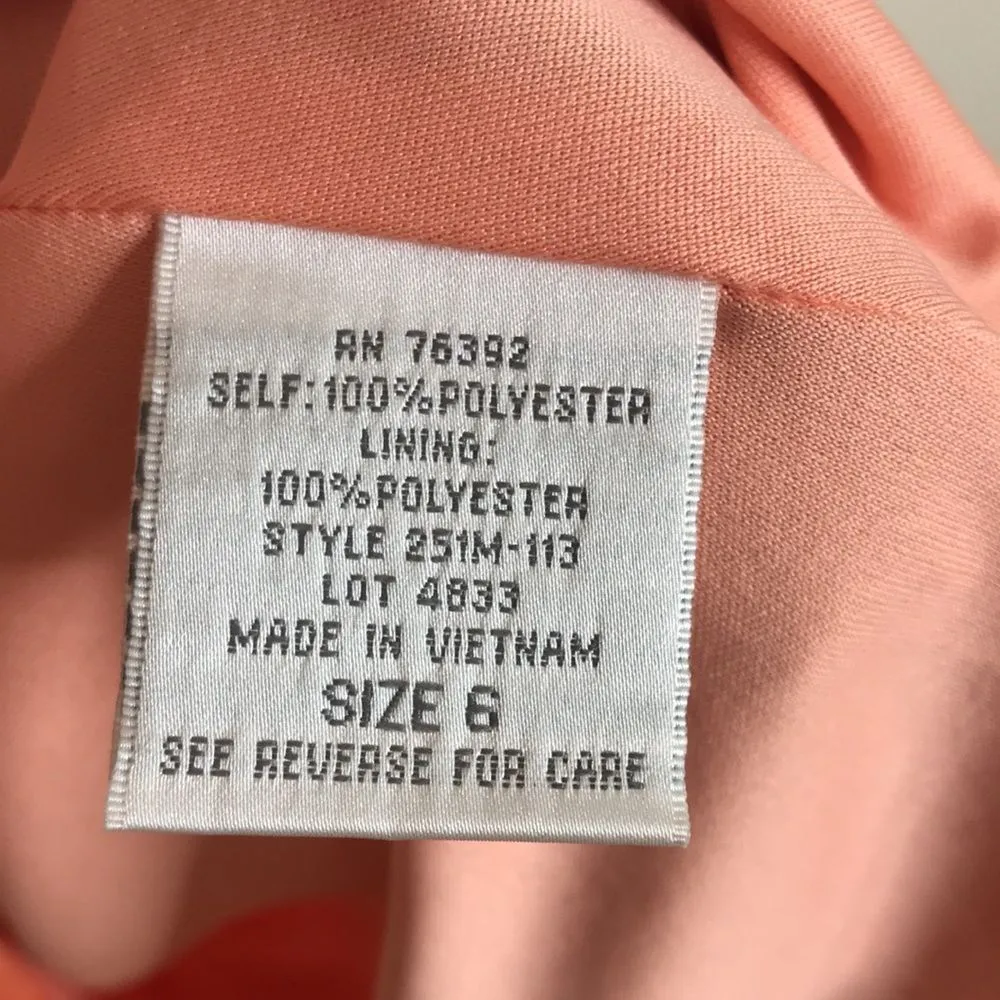 RN 76392
SELF:100%POLYESTER
LINING:
100%POLYESTER
STYLE 251M-113
LOT 4833
MADE IN VIETNAM
SIZE 6
SEE REVERSE FOR CARE